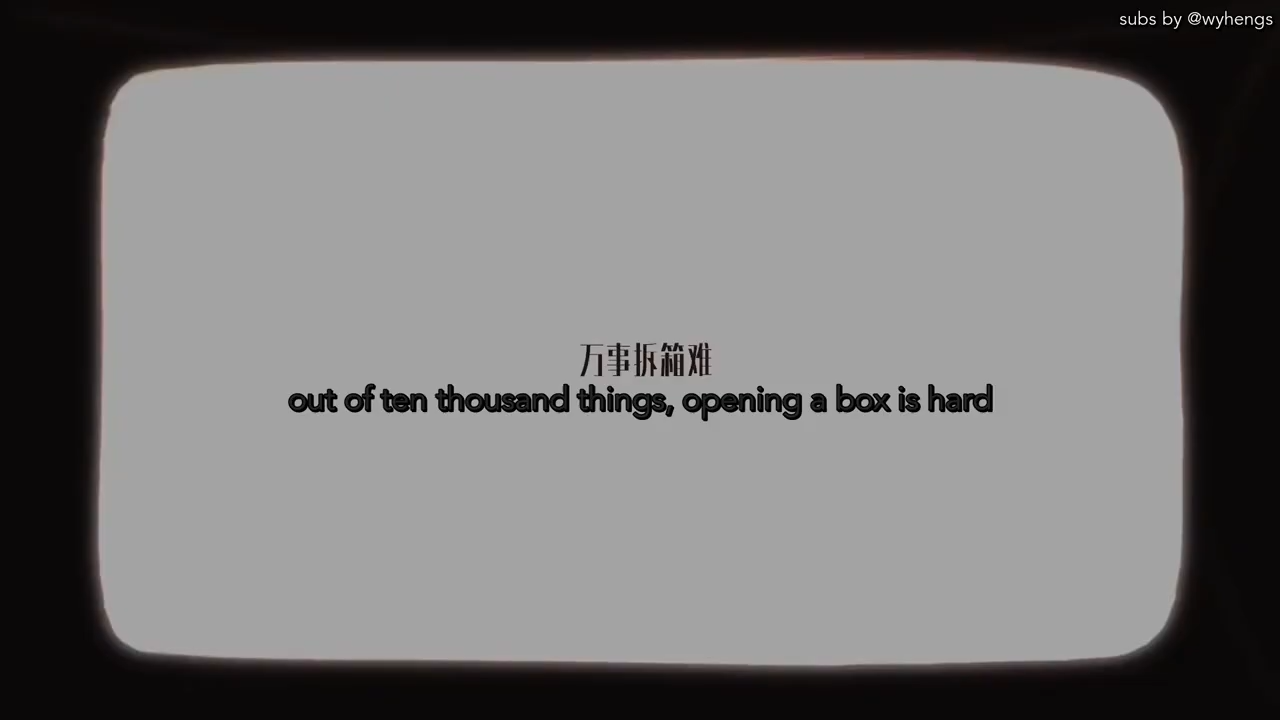 subs by @wyhengs
万事拆箱难
out of ten thousand things, opening a box is hard